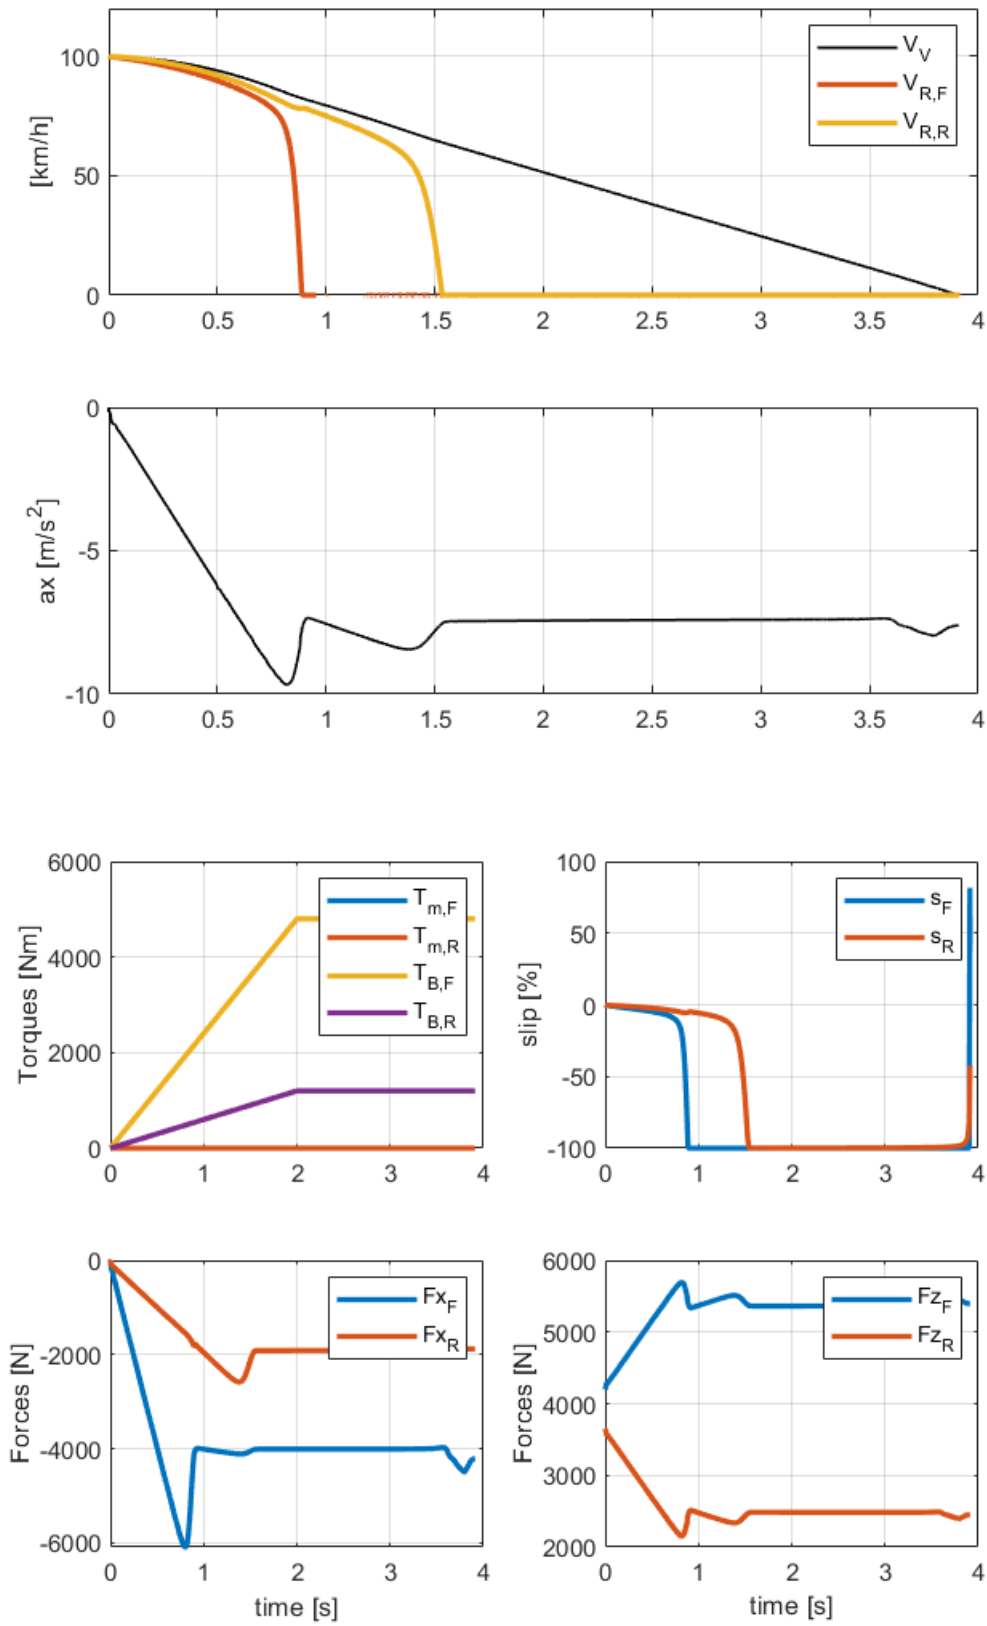 [km/h]
100
50
0
V_V
V_R,F
V_R,R
0 0.5 1 1.5 2 2.5 3 3.5 4
ax [m/s^2]
0
-5
-10
0 0.5 1 1.5 2 2.5 3 3.5 4
Torques [Nm]
6000
4000
2000
0
T_m,F
T_m,R
T_B,F
T_B,R
0 1 2 3 4
slip [%]
100
50
0
-50
-100
s_F
s_R
0 1 2 3 4
Forces [N]
0
-2000
-4000
-6000
Fx_F
Fx_R
0 1 2 3 4
time [s]
Forces [N]
6000
5000
4000
3000
2000
Fz_F
Fz_R
0 1 2 3 4
time [s]